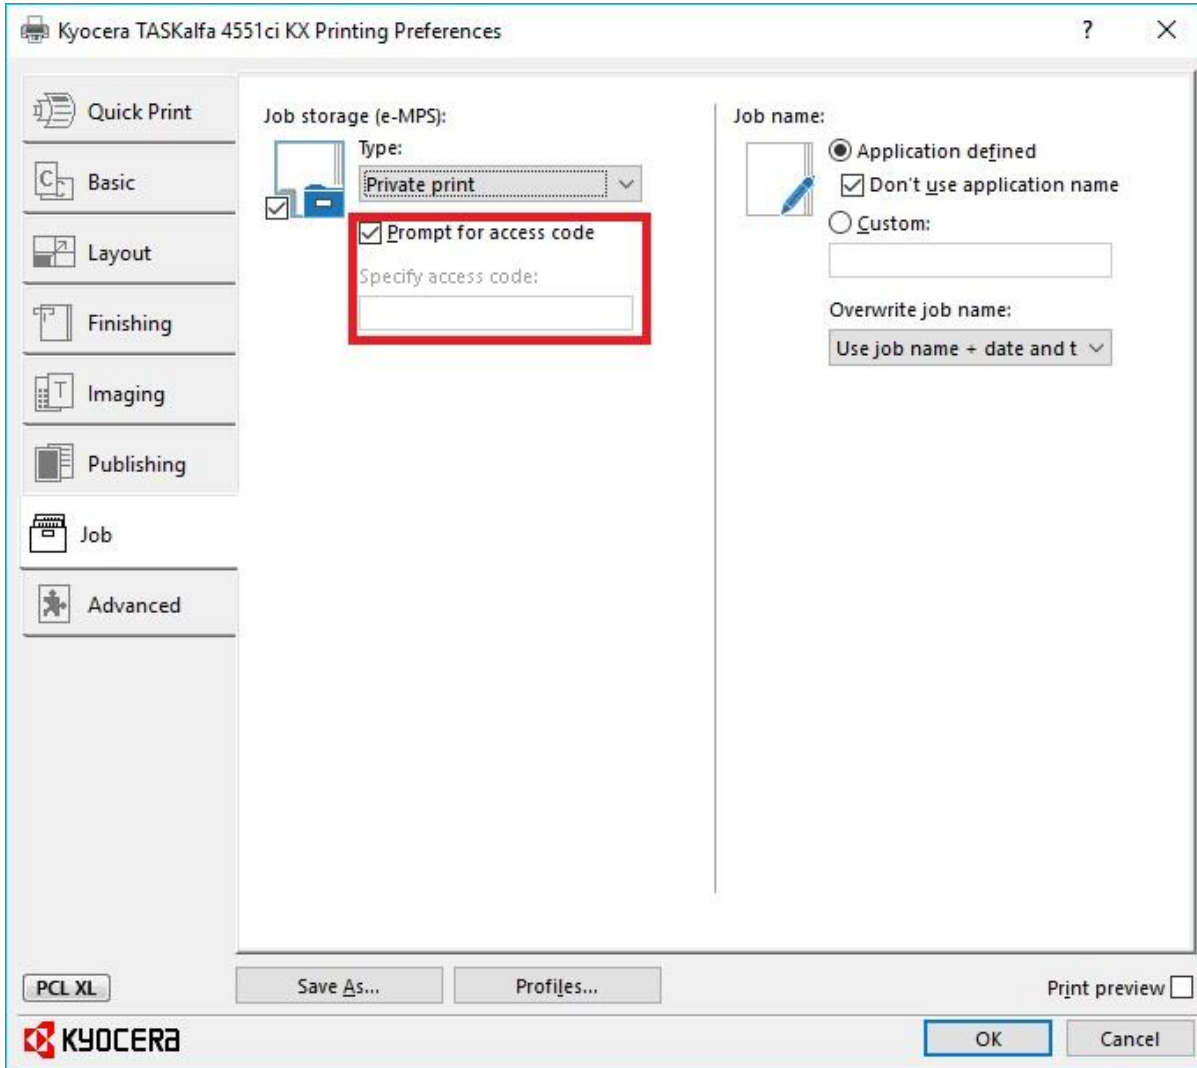 Kyocera TASKalfa 4551ci KX Printing Preferences
Quick Print
Basic
Layout
Finishing
Imaging
Publishing
Job
Advanced
Job storage (e-MPS):
Type:
Private print
Prompt for access code
Specify access code:
Job name:
Application defined
Don't use application name
Custom:
Overwrite job name:
Use job name + date and t
PCL XL
Save As...
Profiles...
Print preview
KYOCERA
OK
Cancel